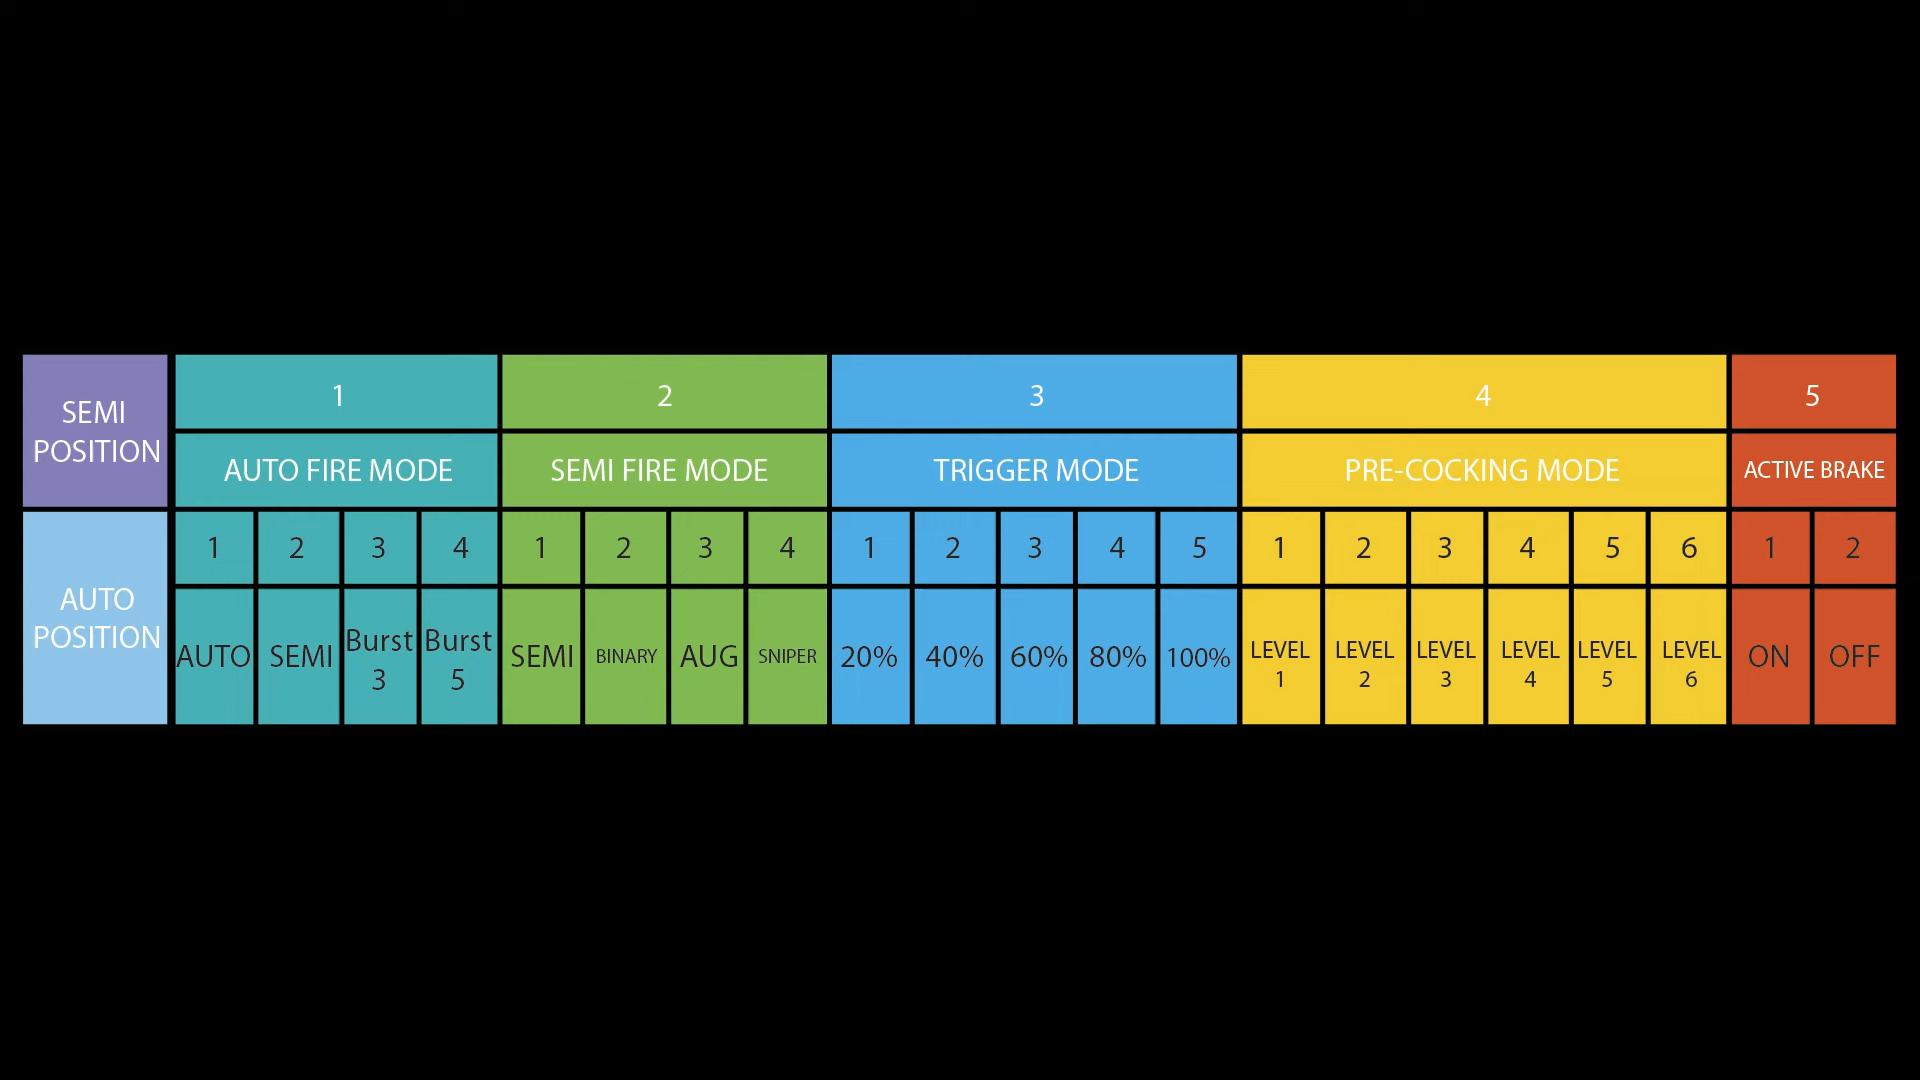 SEMI
POSITION
1
2
3
4
5
AUTO FIRE MODE
SEMI FIRE MODE
TRIGGER MODE
PRE-COCKING MODE
ACTIVE BRAKE
AUTO
POSITION
1
2
3
4
1
2
3
4
1
2
3
4
5
1
2
3
4
5
6
1
2
AUTO
SEMI
Burst
3
Burst
5
SEMI
BINARY
AUG
SNIPER
20%
40%
60%
80%
100%
LEVEL
1
LEVEL
2
LEVEL
3
LEVEL
4
LEVEL
5
LEVEL
6
ON
OFF